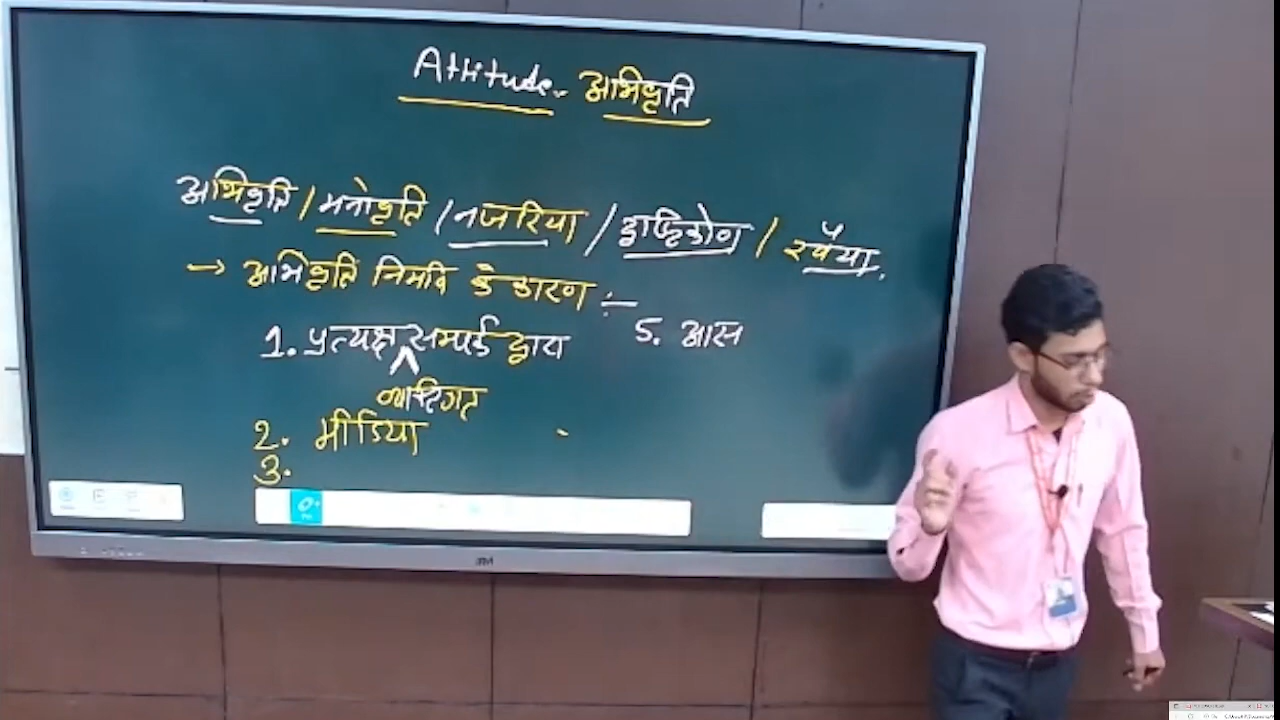 Attitude - अभिवृति
अभिवृति / मनोवृति / नजरिया / दृष्टिकोण / रवैया
→ अभिवृति निर्माण के कारण :-
1. प्रत्यक्ष सम्पर्क द्वारा
व्यक्तिगत
2. मीडिया
3.
5. आस